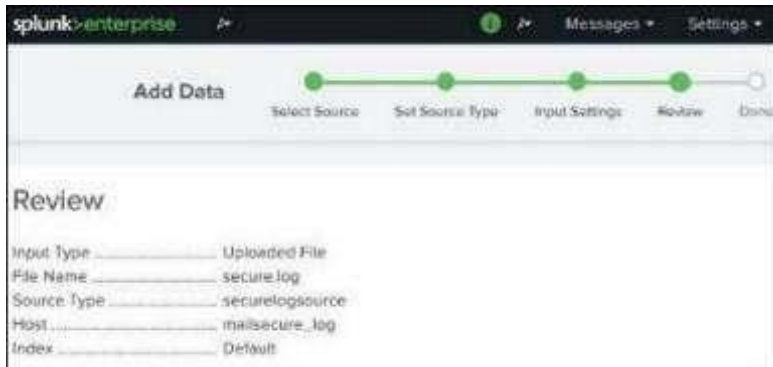 splunk>enterprise
Messages
Settings
Add Data
Select Source
Set Source Type
Input Settings
Review
Done
Review
Input Type ........ Uploaded File
File Name ........ secure.log
Source Type ........ securelogsource
Host ........ mailsecure_log
Index ........ Default